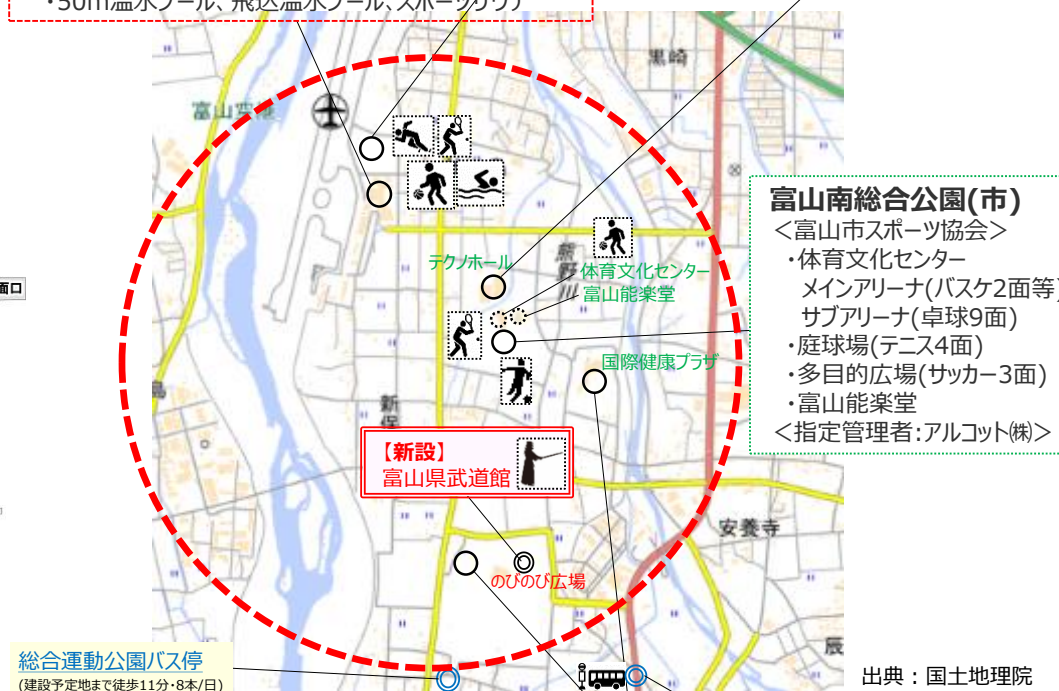 ・50m温水プール、飛込温水プール、スポーツサウナ
黒崎
富山空港
富山南総合公園(市)
<富山市スポーツ協会>
・体育文化センター
メインアリーナ(バスケ2面等)
サブアリーナ(卓球9面)
・庭球場(テニス4面)
・多目的広場(サッカー3面)
・富山能楽堂
<指定管理者:アルコット㈱>
テクノホール
熊野川
体育文化センター
富山能楽堂
面口
国際健康プラザ
島
新保
【新設】
富山県武道館
安養寺
のびのび広場
辰
総合運動公園バス停
(建設予定地まで徒歩11分・8本/日)
出典：国土地理院